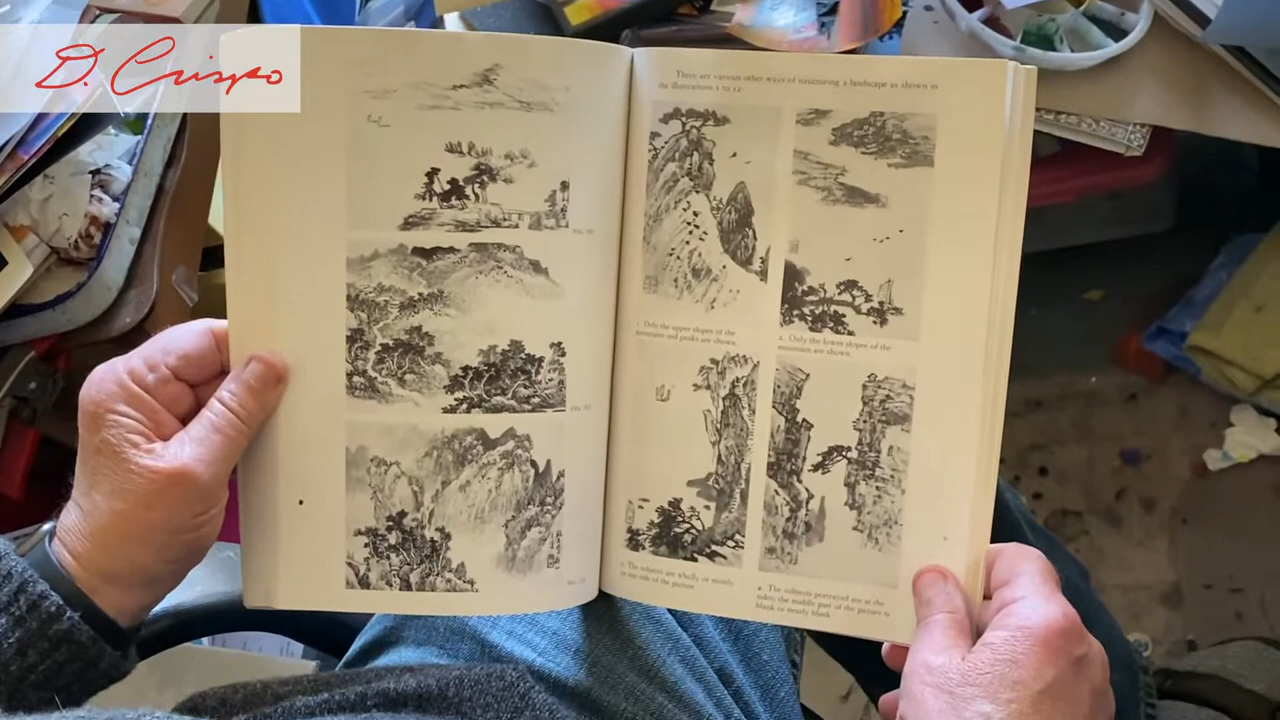 D. Crispo
There are various other ways of structuring a landscape as shown in
the illustrations 1 to 12:
1. Only the upper slopes of the
mountain and peaks are shown.
2. Only the lower slopes of the
mountain are shown.
3. The subjects are wholly or mostly
on one side of the picture
4. The subjects portrayed are at the
sides; the middle part of the picture is
blank or nearly blank.